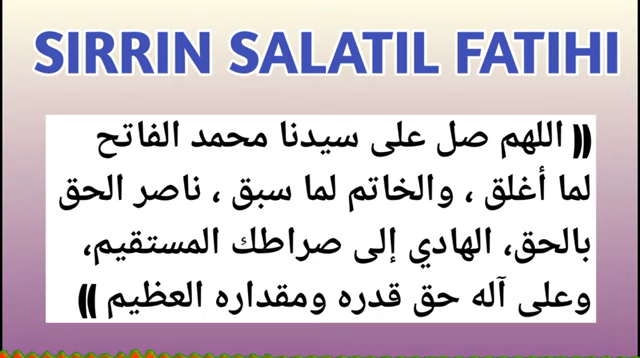 SIRRIN SALATIL FATIHI
(( اللهم صل على سيدنا محمد الفاتح
لما أغلق ، والخاتم لما سبق ، ناصر الحق
بالحق، الهادي إلى صراطك المستقيم،
وعلى آله حق قدره ومقداره العظيم ))